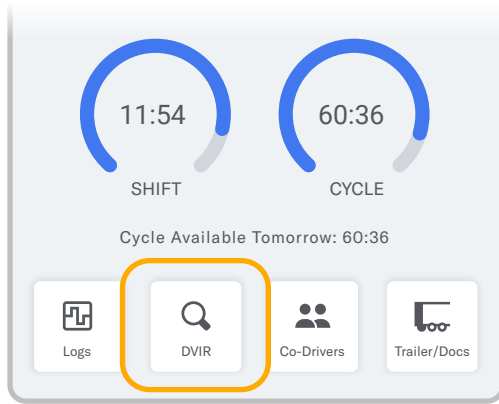 11:54 60:36
SHIFT CYCLE
Cycle Available Tomorrow: 60:36
Logs DVIR Co-Drivers Trailer/Docs